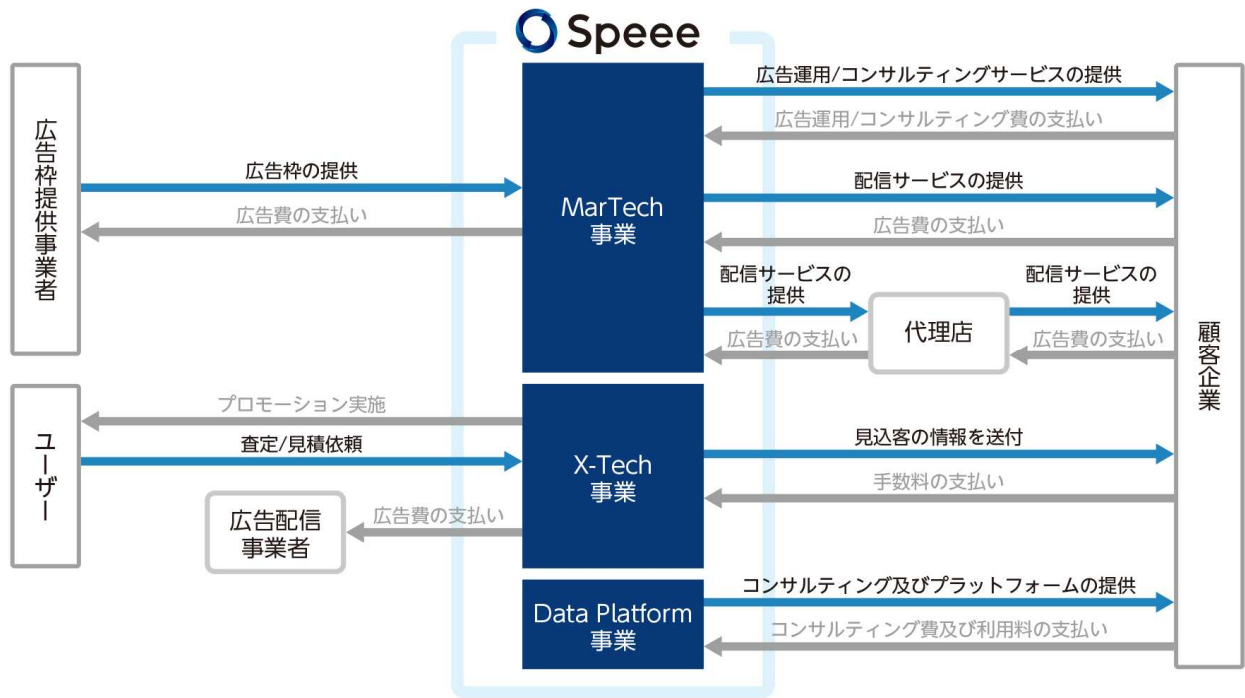 Speee
広告枠提供事業者
広告枠の提供
広告費の支払い
MarTech
事業
広告運用/コンサルティングサービスの提供
広告運用/コンサルティング費の支払い
配信サービスの提供
広告費の支払い
配信サービスの
提供
広告費の支払い
代理店
配信サービスの
提供
広告費の支払い
顧客企業
ユーザー
プロモーション実施
査定/見積依頼
広告配信
事業者
広告費の支払い
X-Tech
事業
見込客の情報を送付
手数料の支払い
Data Platform
事業
コンサルティング及びプラットフォームの提供
コンサルティング費及び利用料の支払い